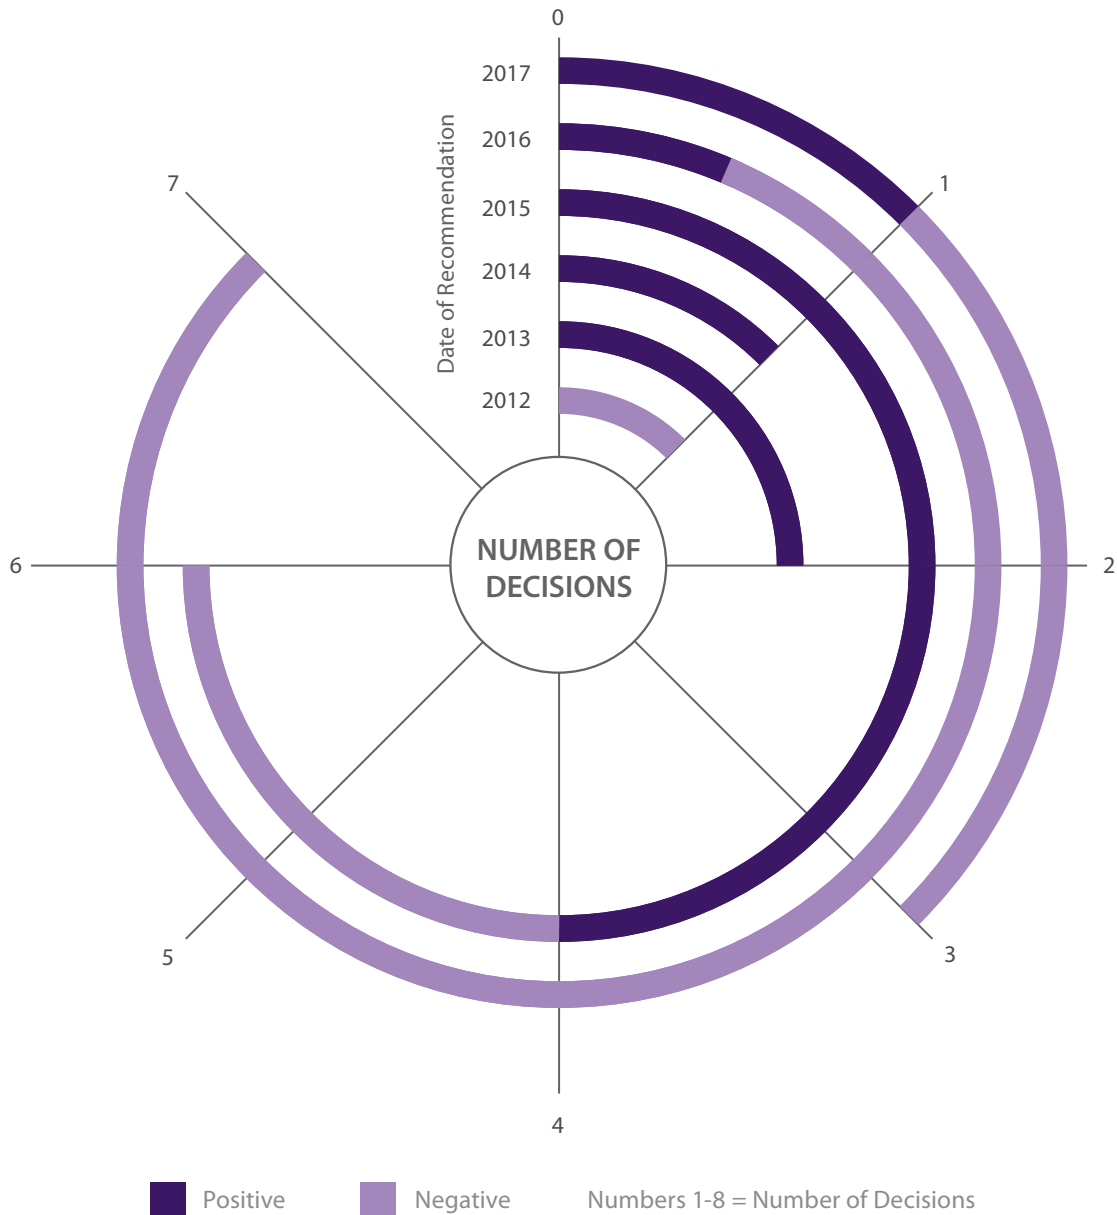 0
2017
2016
2015
2014
2013
2012
Date of Recommendation
1
2
3
4
5
6
7
NUMBER OF
DECISIONS
Positive
Negative
Numbers 1-8 = Number of Decisions